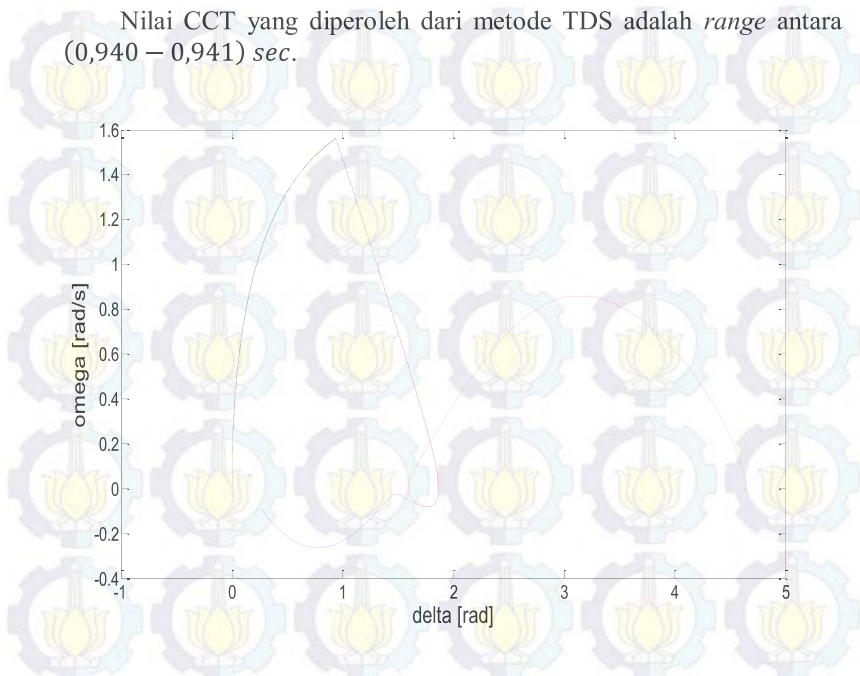 Nilai CCT yang diperoleh dari metode TDS adalah range antara
(0,940 − 0,941) sec.
1.6
1.4
1.2
1
0.8
0.6
0.4
0.2
0
-0.2
-0.4
omega [rad/s]
-1 0 1 2 3 4 5
delta [rad]